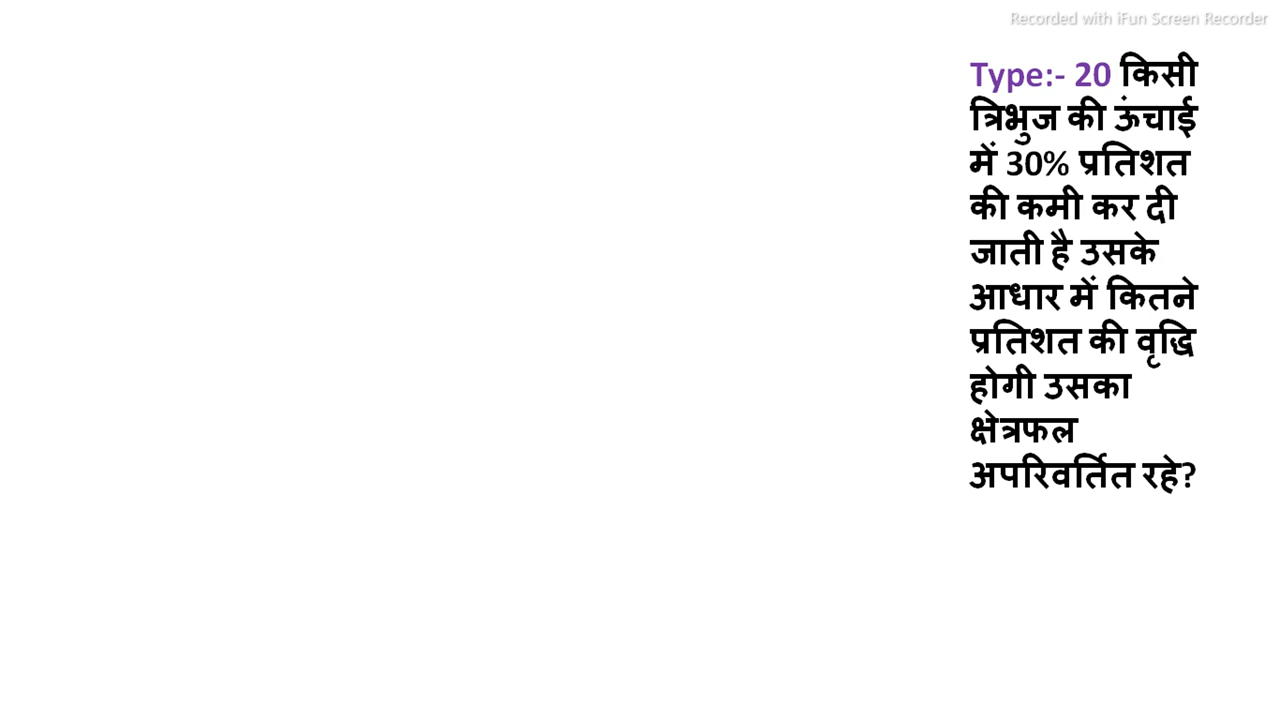 Recorded with iFun Screen Recorder
Type:- 20 किसी
त्रिभुज की ऊंचाई
में 30% प्रतिशत
की कमी कर दी
जाती है उसके
आधार में कितने
प्रतिशत की वृद्धि
होगी उसका
क्षेत्रफल
अपरिवर्तित रहे?